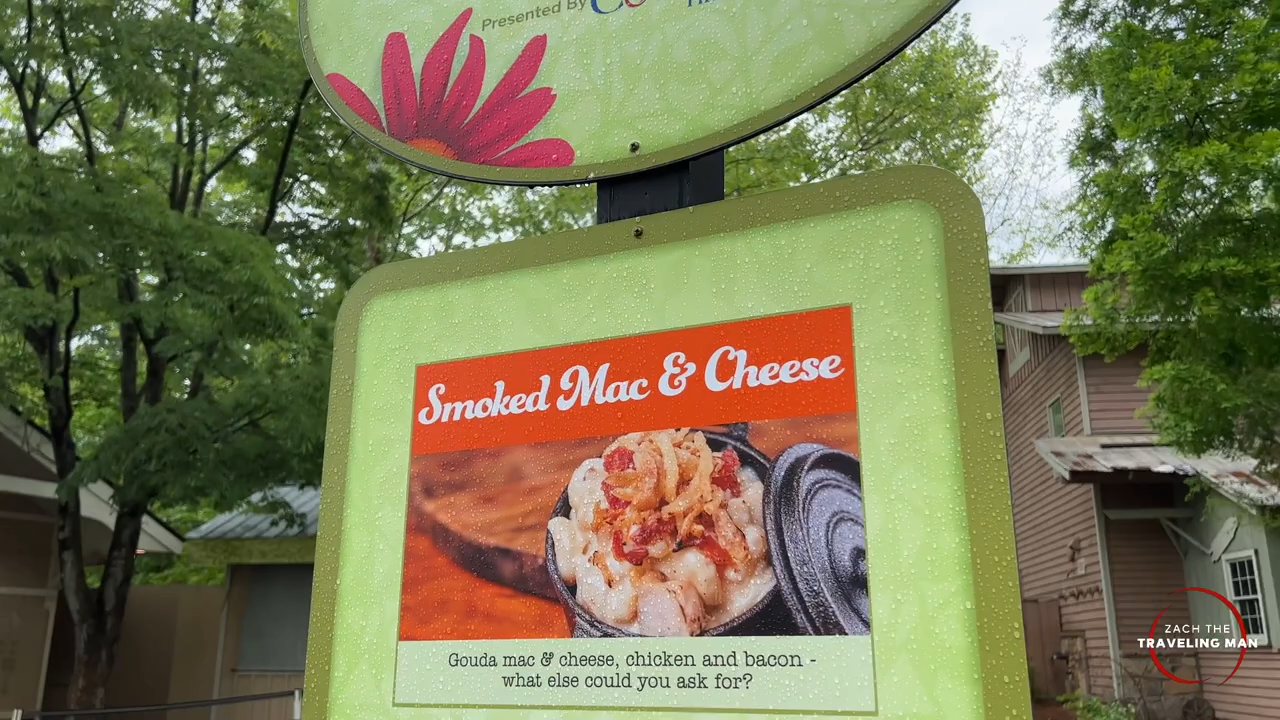 Presented By
Smoked Mac & Cheese
Gouda mac & cheese, chicken and bacon -
what else could you ask for?
ZACH THE
TRAVELING MAN